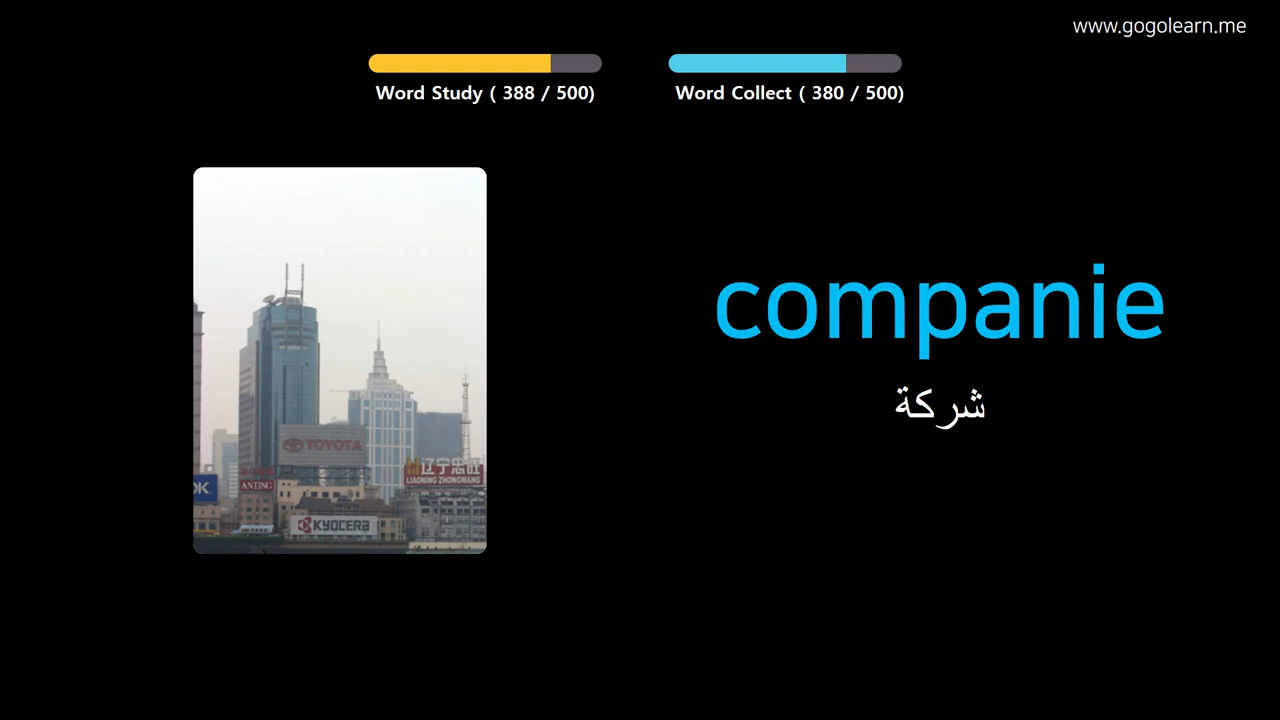 www.gogolearn.me
Word Study ( 388 / 500)
Word Collect ( 380 / 500)
companie
شركة
TOYOTA
辽宁忠旺
LIAONING ZHONGWANG
OK
ANTING
KYOCERA